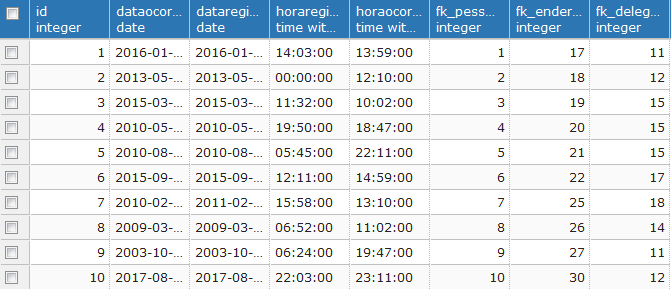 id dataocor... dataregi... horaregi... horaocor... fk_pess... fk_ender... fk_deleg...
integer date date time wit... time wit... integer integer integer
1 2016-01-... 2016-01-... 14:03:00 13:59:00 1 17 11
2 2013-05-... 2013-05-... 00:00:00 12:10:00 2 18 12
3 2015-03-... 2015-03-... 11:32:00 10:02:00 3 19 15
4 2010-05-... 2010-05-... 19:50:00 18:47:00 4 20 15
5 2010-08-... 2010-08-... 05:45:00 22:11:00 5 21 15
6 2015-09-... 2015-09-... 12:11:00 14:59:00 6 22 17
7 2010-02-... 2011-02-... 15:58:00 13:10:00 7 25 18
8 2009-03-... 2009-03-... 06:52:00 11:02:00 8 26 14
9 2003-10-... 2003-10-... 06:24:00 19:47:00 9 27 11
10 2017-08-... 2017-08-... 22:03:00 23:11:00 10 30 12